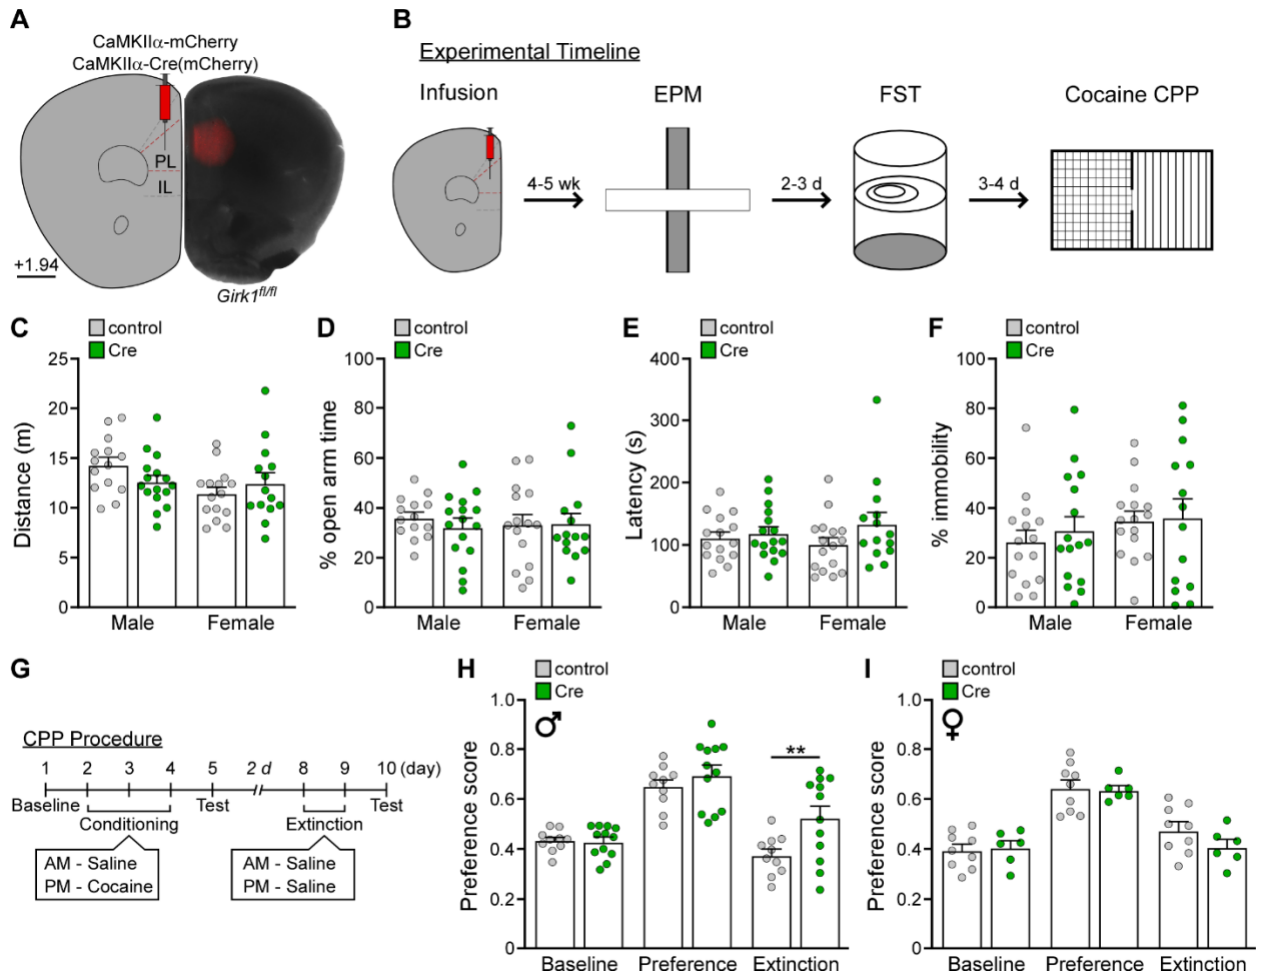 A
CaMKIIα-mCherry
CaMKIIα-Cre(mCherry)
PL
IL
+1.94
Girk1fl/fl
B
Experimental Timeline
Infusion
EPM
FST
Cocaine CPP
4-5 wk
2-3 d
3-4 d
C
control
Cre
Distance (m)
25
20
15
10
5
0
Male
Female
D
control
Cre
% open arm time
100
80
60
40
20
0
Male
Female
E
control
Cre
Latency (s)
400
300
200
100
0
Male
Female
F
control
Cre
% immobility
100
80
60
40
20
0
Male
Female
G
CPP Procedure
1 2 3 4 5 2 d 8 9 10 (day)
Baseline
Test
Test
Conditioning
Extinction
AM - Saline
PM - Cocaine
AM - Saline
PM - Saline
H
control
Cre
♂
Preference score
1.0
0.8
0.6
0.4
0.2
0
**
Baseline
Preference
Extinction
I
control
Cre
♀
Preference score
1.0
0.8
0.6
0.4
0.2
0
Baseline
Preference
Extinction